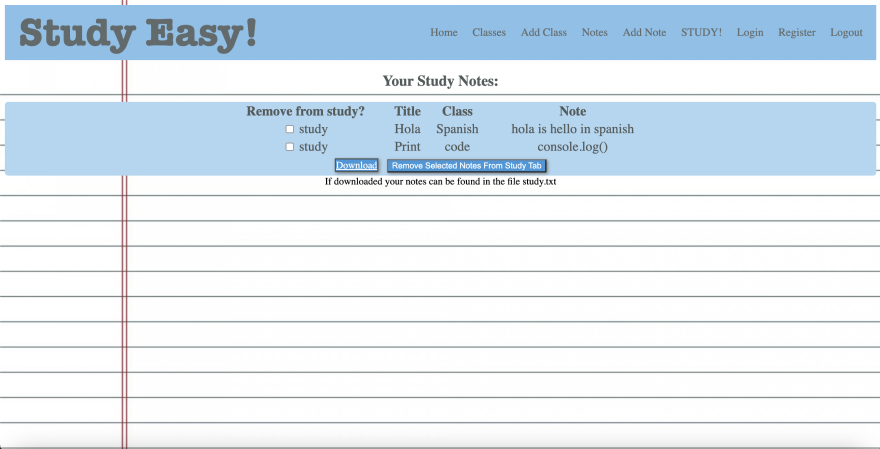 Study Easy!
Home Classes Add Class Notes Add Note STUDY! Login Register Logout
Your Study Notes:
Remove from study? Title Class Note
study Hola Spanish hola is hello in spanish
study Print code console.log()
Download Remove Selected Notes From Study Tab
If downloaded your notes can be found in the file study.txt